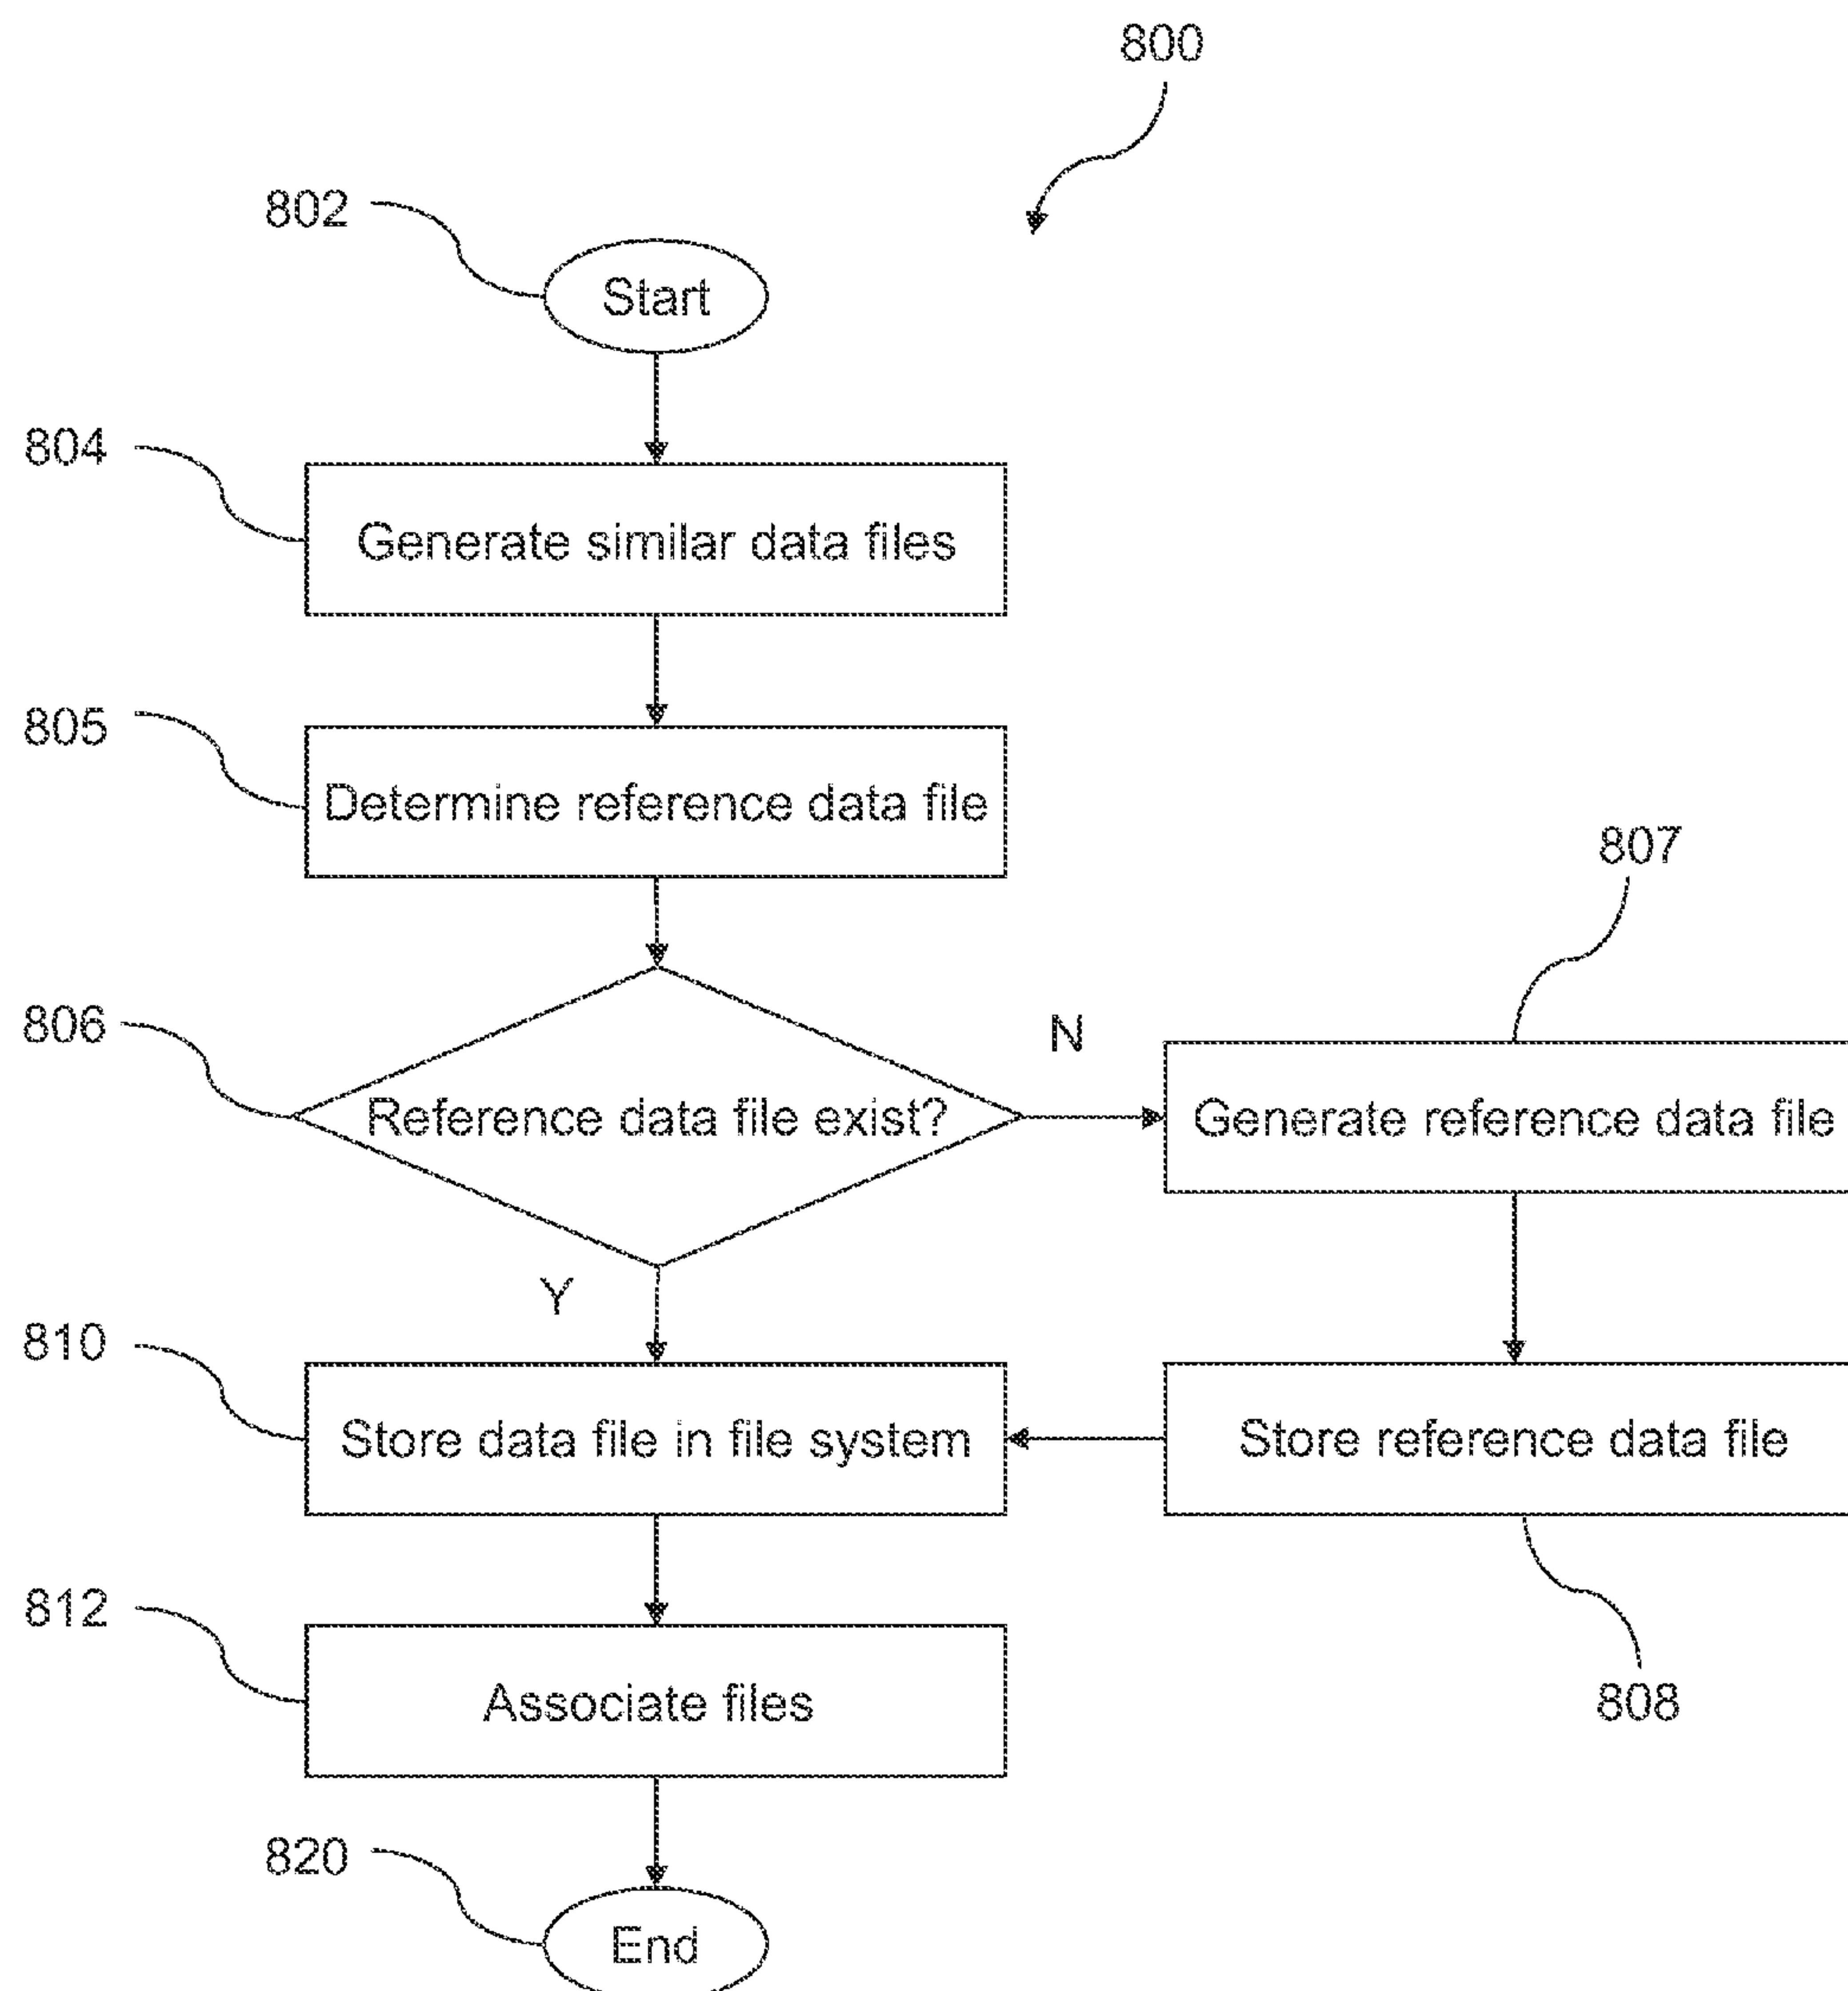 800
802
Start
804
Generate similar data files
805
Determine reference data file
807
806
N
Reference data file exist?
Generate reference data file
Y
810
Store data file in file system
Store reference data file
812
Associate files
808
820
End